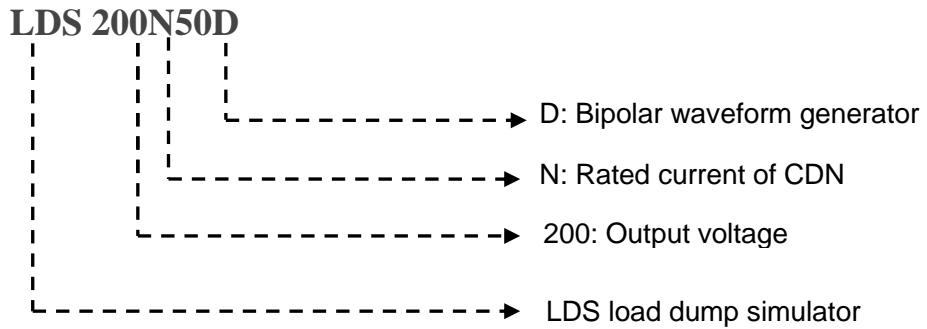 LDS 200N50D
D: Bipolar waveform generator
N: Rated current of CDN
200: Output voltage
LDS load dump simulator